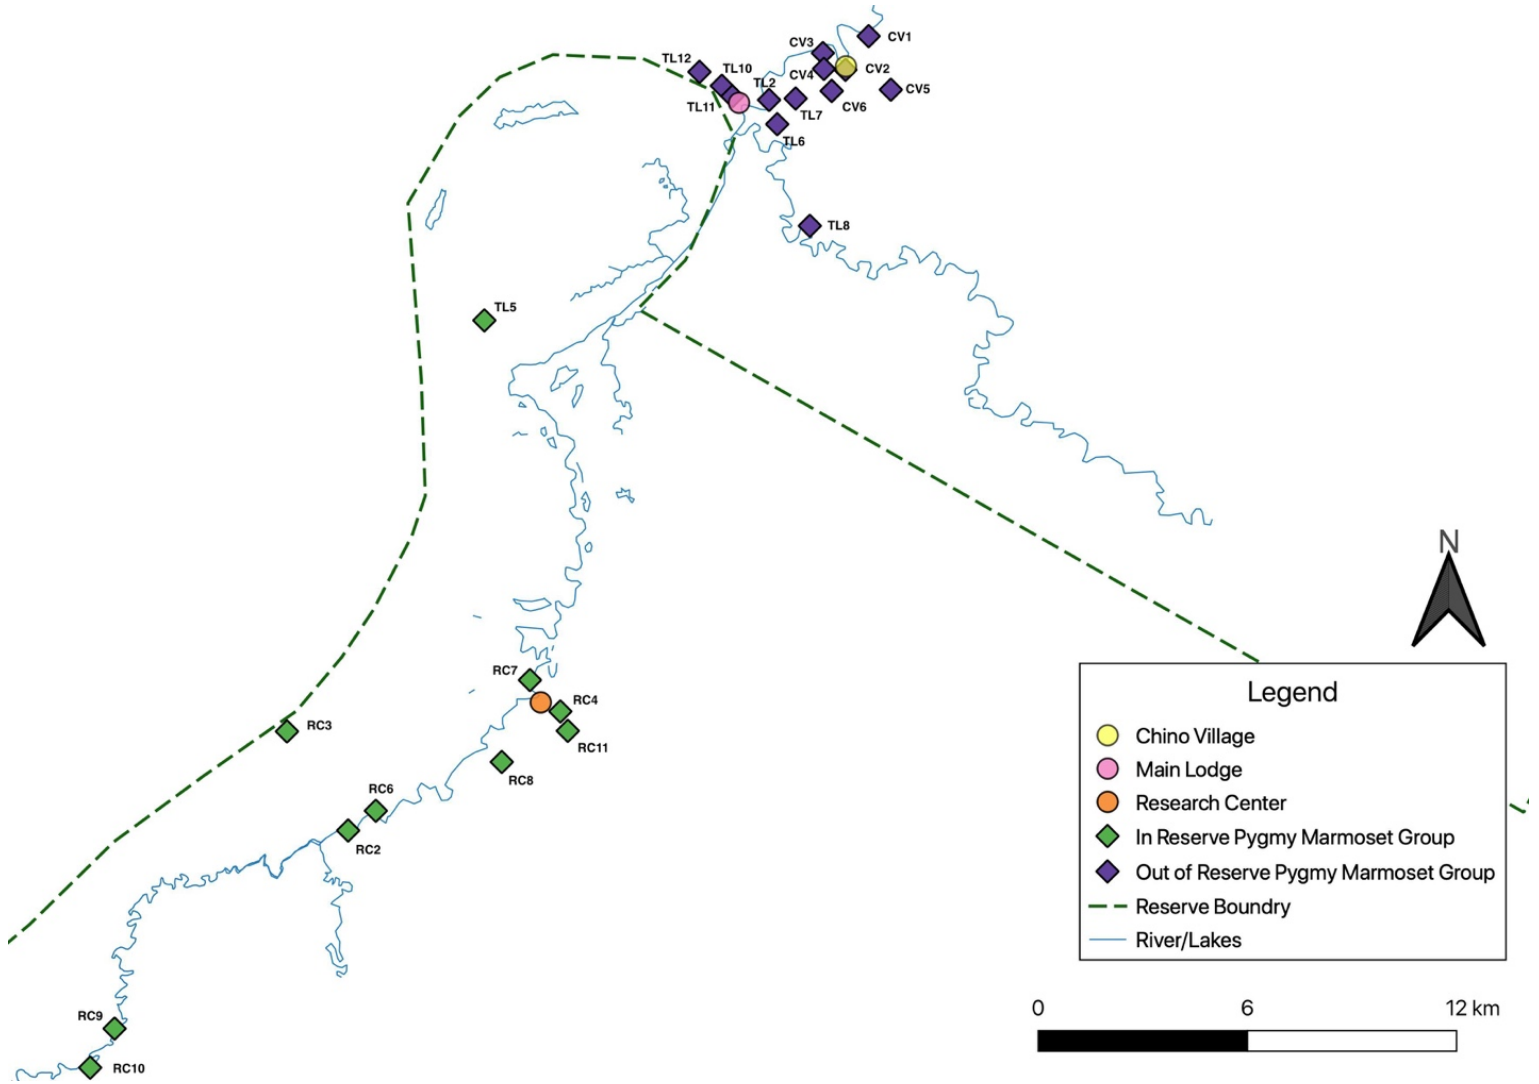 CV1
CV3
TL12
TL10
CV4
CV2
TL2
CV5
TL11
CV6
TL7
TL6
TL8
TL5
N
RC7
Legend
RC4
RC3
Chino Village
RC11
Main Lodge
RC8
RC6
Research Center
In Reserve Pygmy Marmoset Group
RC2
Out of Reserve Pygmy Marmoset Group
Reserve Boundry
River/Lakes
RC9
0 6 12 km
RC10